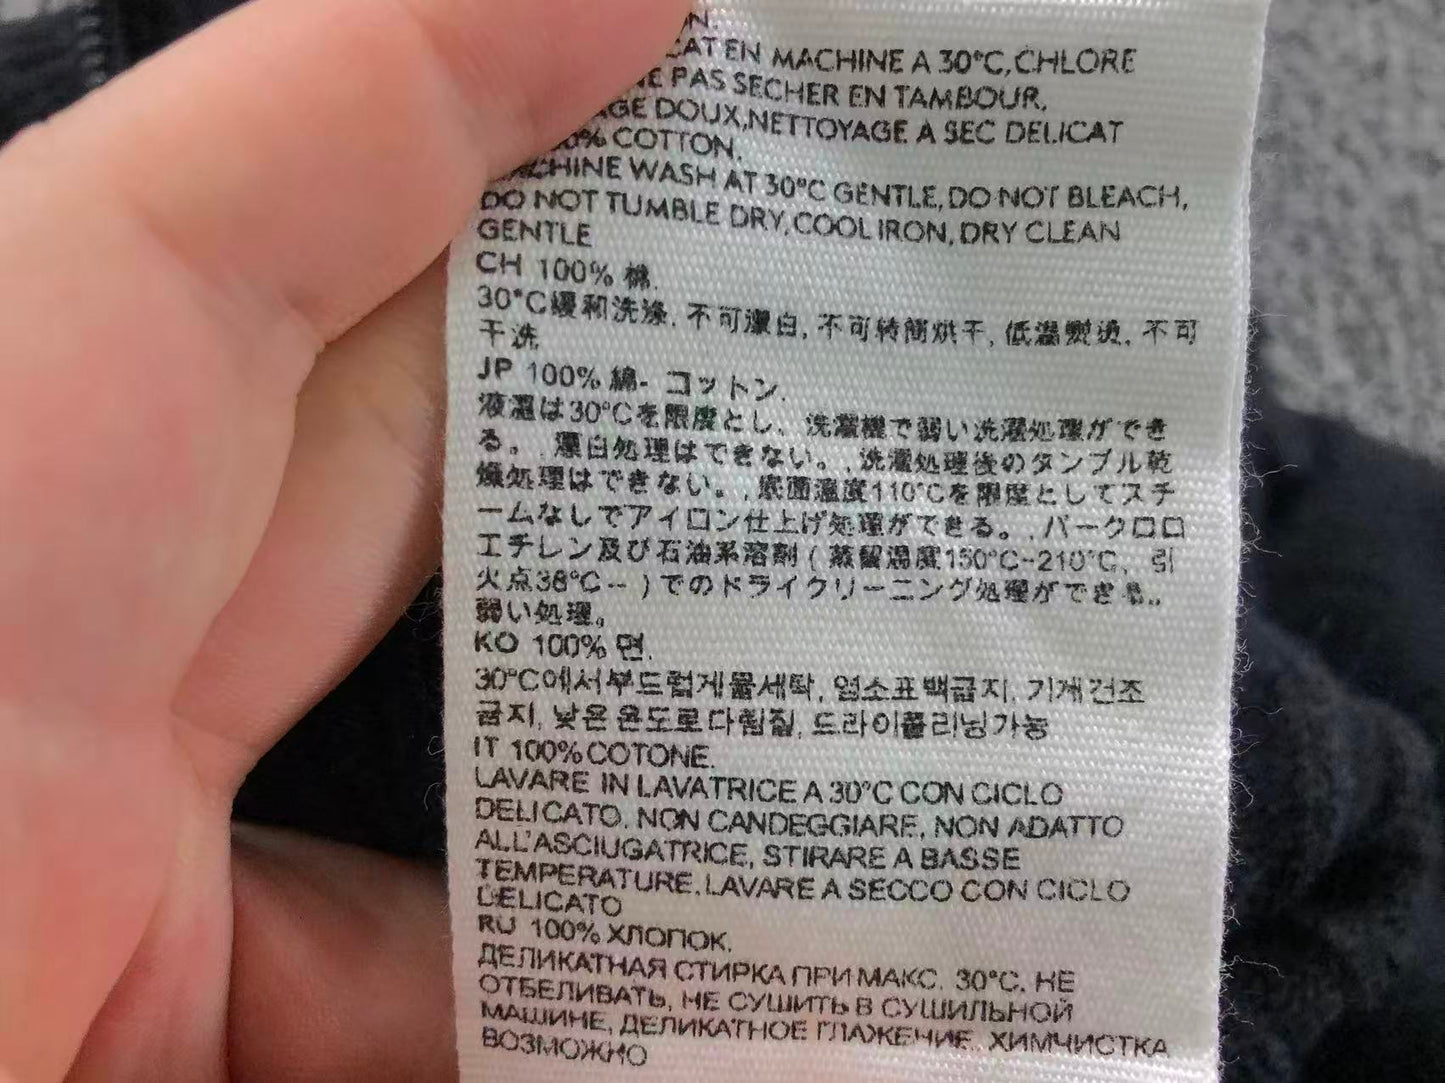 EN MACHINE A 30°C, CHLORE
PAS SECHER EN TAMBOUR.
DOUX, NETTOYAGE A SEC DELICAT
COTTON.
WASH AT 30°C GENTLE, DO NOT BLEACH,
DO NOT TUMBLE DRY, COOL IRON, DRY CLEAN
GENTLE
CH 100% 棉.
30°C緩和洗滌, 不可漂白, 不可转筒烘干, 低溫熨烫, 不可
干洗
JP 100% 綿- コットン.
液温は30°Cを限度とし、洗濯機で弱い洗濯処理ができ
る。. 漂白処理はできない。. 洗濯処理後のタンブル乾
燥処理はできない。. 底面温度110°Cを限度としてスチ
ームなしでアイロン仕上げ処理ができる。. パークロロ
エチレン及び石油系溶剤 ( 蒸留温度150°C~210°C、引
火点38°C-- ) でのドライクリーニング処理ができる..
弱い処理。
KO 100% 면.
30°C에서부드럽게물세탁, 염소표백금지, 기계건조
금지, 낮은온도로다림질, 드라이클리닝가능
IT 100% COTONE.
LAVARE IN LAVATRICE A 30°C CON CICLO
DELICATO. NON CANDEGGIARE, NON ADATTO
ALL'ASCIUGATRICE, STIRARE A BASSE
TEMPERATURE. LAVARE A SECCO CON CICLO
DELICATO
RU 100% ХЛОПОК.
ДЕЛИКАТНАЯ СТИРКА ПРИ МАКС. 30°C. НЕ
ОТБЕЛИВАТЬ, НЕ СУШИТЬ В СУШИЛЬНОЙ
МАШИНЕ, ДЕЛИКАТНОЕ ГЛАЖЕНИЕ. ХИМЧИСТКА
ВОЗМОЖНО